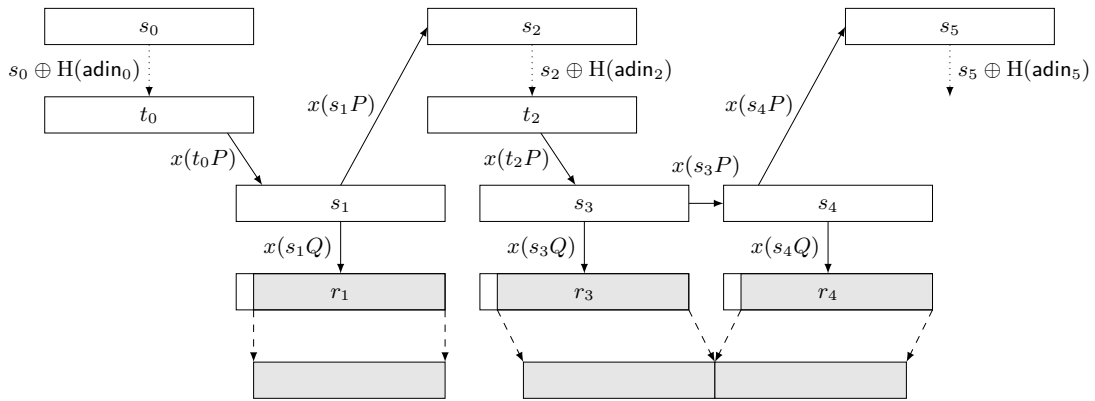 s₀ s₂ s₅
s₀ ⊕ H(adin₀) s₂ ⊕ H(adin₂) s₅ ⊕ H(adin₅)
x(s₁P) x(s₄P)
t₀ t₂
x(t₀P) x(t₂P) x(s₃P)
s₁ s₃ s₄
x(s₁Q) x(s₃Q) x(s₄Q)
r₁ r₃ r₄